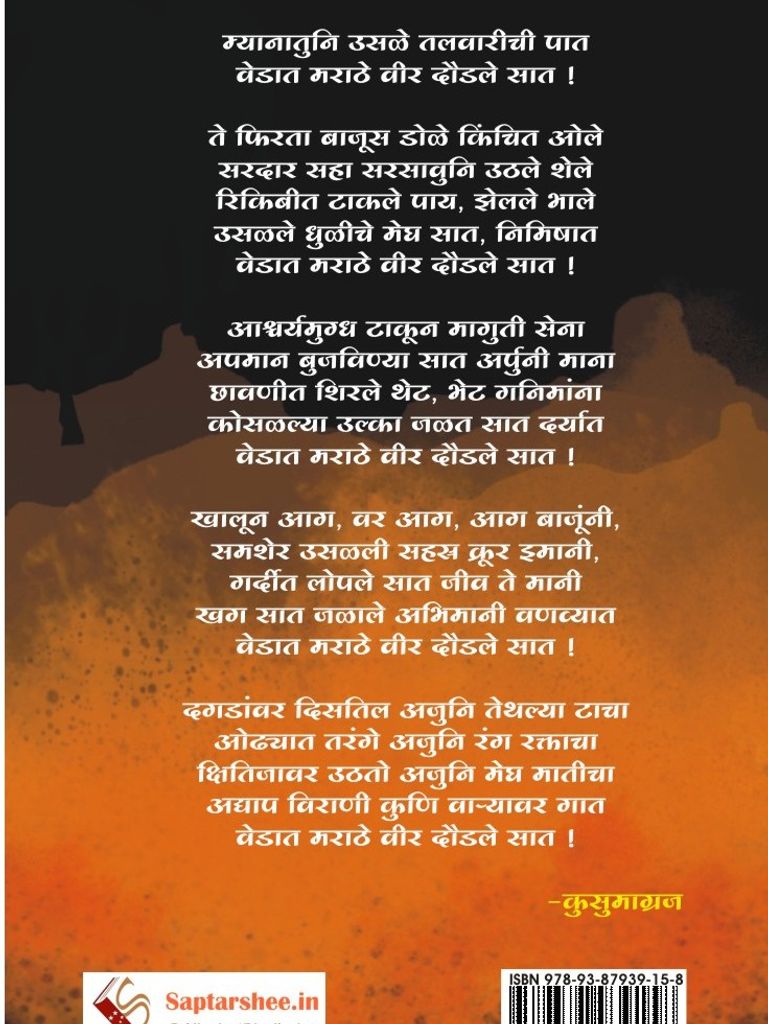 म्यानातुनि उसळे तलवारीची पात
वेडात मराठे वीर दौडले सात !
ते फिरता बाजूस डोळे किंचित ओले
सरदार सहा सरसावुनि उठले शेले
रिकिबीत टाकले पाय, झेलले भाले
उसळले धुळीचे मेघ सात, निमिषात
वेडात मराठे वीर दौडले सात !
आश्चर्यमुग्ध टाकून मागुती सेना
अपमान बुजविण्या सात अर्पुनी माना
छावणीत शिरले थेट, भेट गनिमांना
कोसळल्या उल्का जळत सात दर्यात
वेडात मराठे वीर दौडले सात !
खालून आग, वर आग, आग बाजूंनी,
समशेर उसळली सहस्र क्रूर इमानी,
गर्दीत लोपले सात जीव ते मानी
खग सात जळाले अभिमानी वणव्यात
वेडात मराठे वीर दौडले सात !
दगडांवर दिसतिल अजुनि तेथल्या टाचा
ओढ्यात तरंगे अजुनि रंग रक्ताचा
क्षितिजावर उठतो अजुनि मेघ मातीचा
अद्याप विराणी कुणि वाऱ्यावर गात
वेडात मराठे वीर दौडले सात !
-कुसुमाग्रज
ISBN 978-93-87939-15-8
Saptarshee.in